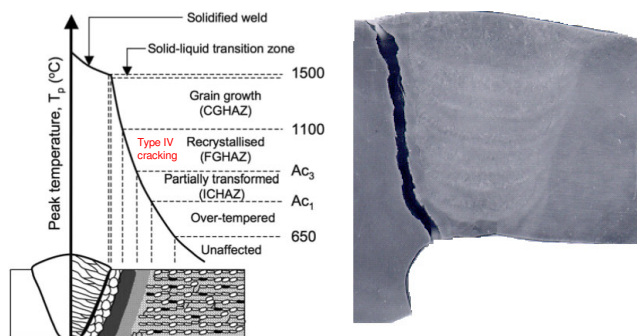 Solidified weld
Solid-liquid transition zone
Peak temperature, Tₚ (°C)
1500
Grain growth
(CGHAZ)
1100
Type IV
cracking
Recrystallised
(FGHAZ)
Ac₃
Partially transformed
(ICHAZ)
Ac₁
Over-tempered
650
Unaffected